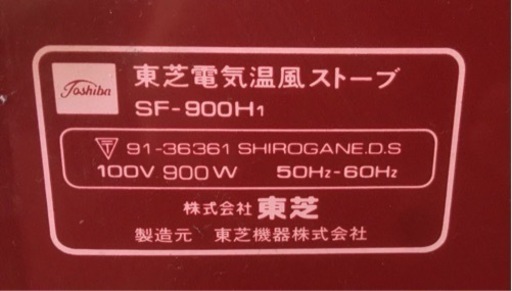 Toshiba
東芝電気温風ストーブ
SF-900H1
〒 91-36361 SHIROGANE.D.S
100V 900W 50Hz-60Hz
株式会社 東芝
製造元 東芝機器株式会社